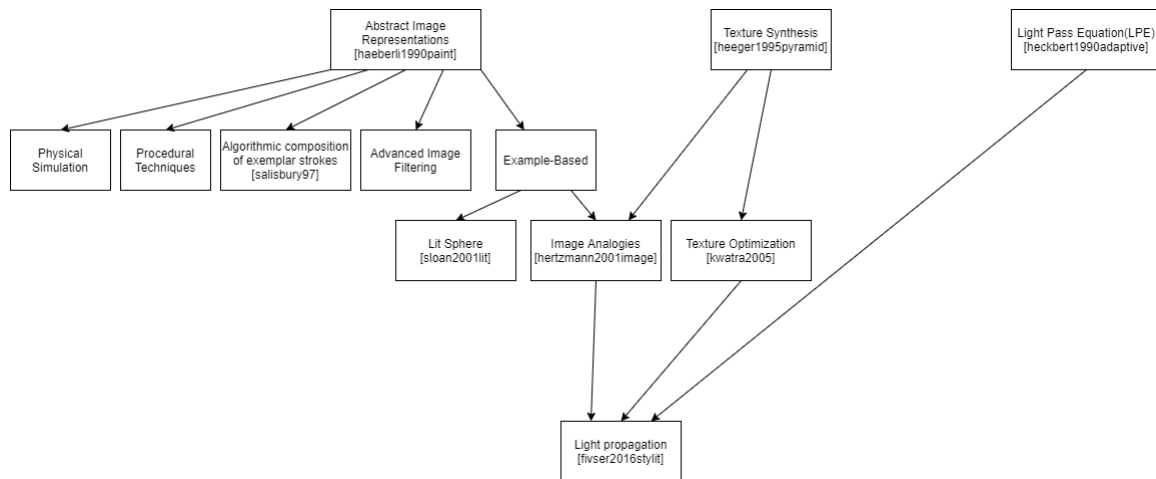 Abstract Image
Representations
[haeberli1990paint]
Texture Synthesis
[heeger1995pyramid]
Light Pass Equation(LPE)
[heckbert1990adaptive]
Physical
Simulation
Procedural
Techniques
Algorithmic composition
of exemplar strokes
[salisbury97]
Advanced Image
Filtering
Example-Based
Lit Sphere
[sloan2001lit]
Image Analogies
[hertzmann2001image]
Texture Optimization
[kwatra2005]
Light propagation
[fivser2016stylit]